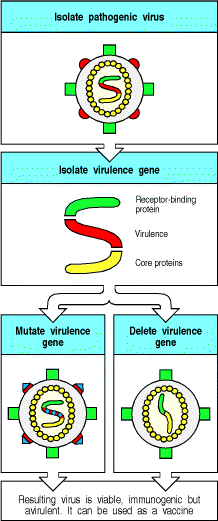 Isolate pathogenic virus
Isolate virulence gene
Receptor-binding
protein
Virulence
Core proteins
Mutate virulence
gene
Delete virulence
gene
Resulting virus is viable, immunogenic but
avirulent. It can be used as a vaccine